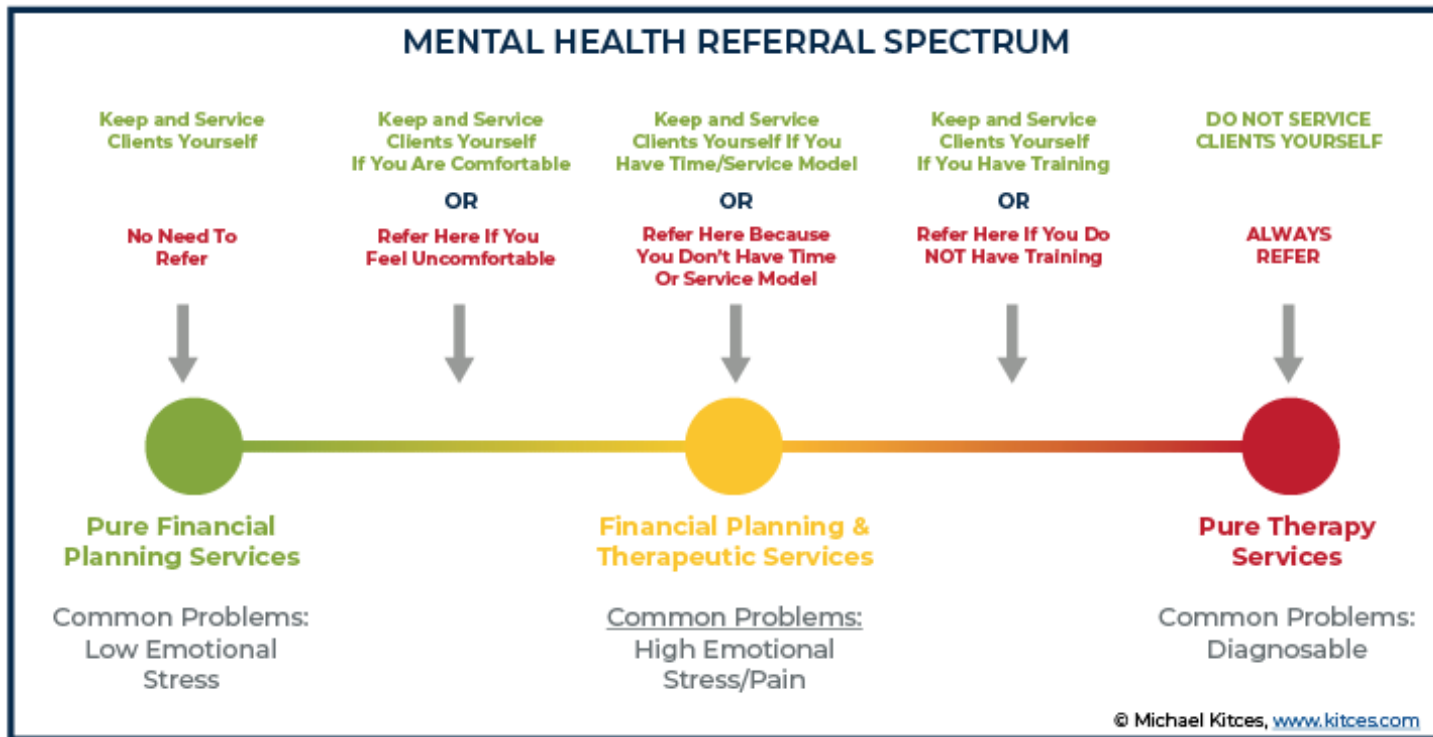 MENTAL HEALTH REFERRAL SPECTRUM
Keep and Service
Clients Yourself
No Need To
Refer
Keep and Service
Clients Yourself
If You Are Comfortable
OR
Refer Here If You
Feel Uncomfortable
Keep and Service
Clients Yourself If You
Have Time/Service Model
OR
Refer Here Because
You Don't Have Time
Or Service Model
Keep and Service
Clients Yourself
If You Have Training
OR
Refer Here If You Do
NOT Have Training
DO NOT SERVICE
CLIENTS YOURSELF
ALWAYS
REFER
Pure Financial
Planning Services
Common Problems:
Low Emotional
Stress
Financial Planning &
Therapeutic Services
Common Problems:
High Emotional
Stress/Pain
Pure Therapy
Services
Common Problems:
Diagnosable
© Michael Kitces, www.kitces.com